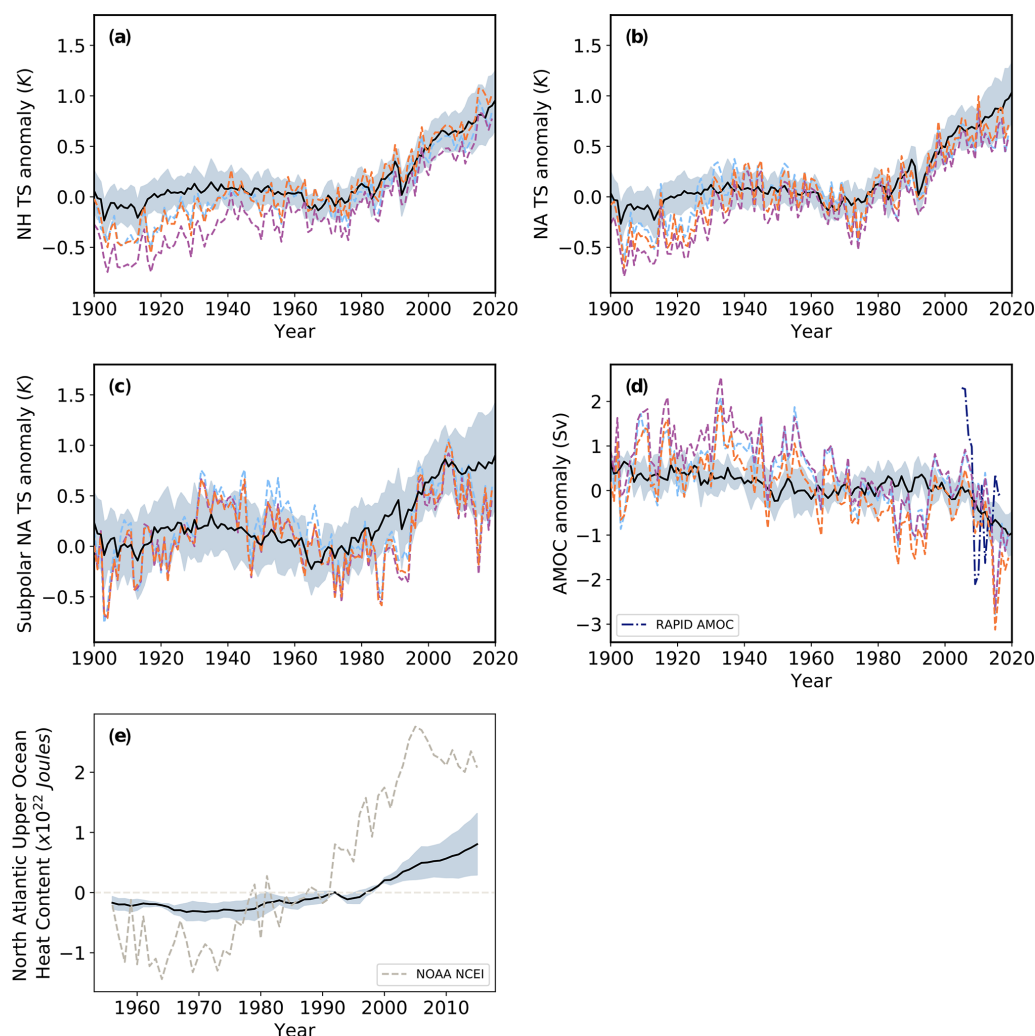 (a)
NH TS anomaly (K)
1.5
1.0
0.5
0.0
−0.5
1900 1920 1940 1960 1980 2000 2020
Year
(b)
NA TS anomaly (K)
1.5
1.0
0.5
0.0
−0.5
1900 1920 1940 1960 1980 2000 2020
Year
(c)
Subpolar NA TS anomaly (K)
1.5
1.0
0.5
0.0
−0.5
1900 1920 1940 1960 1980 2000 2020
Year
(d)
AMOC anomaly (Sv)
2
1
0
−1
−2
−3
RAPID AMOC
1900 1920 1940 1960 1980 2000 2020
Year
(e)
North Atlantic Upper Ocean
Heat Content (x10²² Joules)
2
1
0
−1
NOAA NCEI
1960 1970 1980 1990 2000 2010
Year